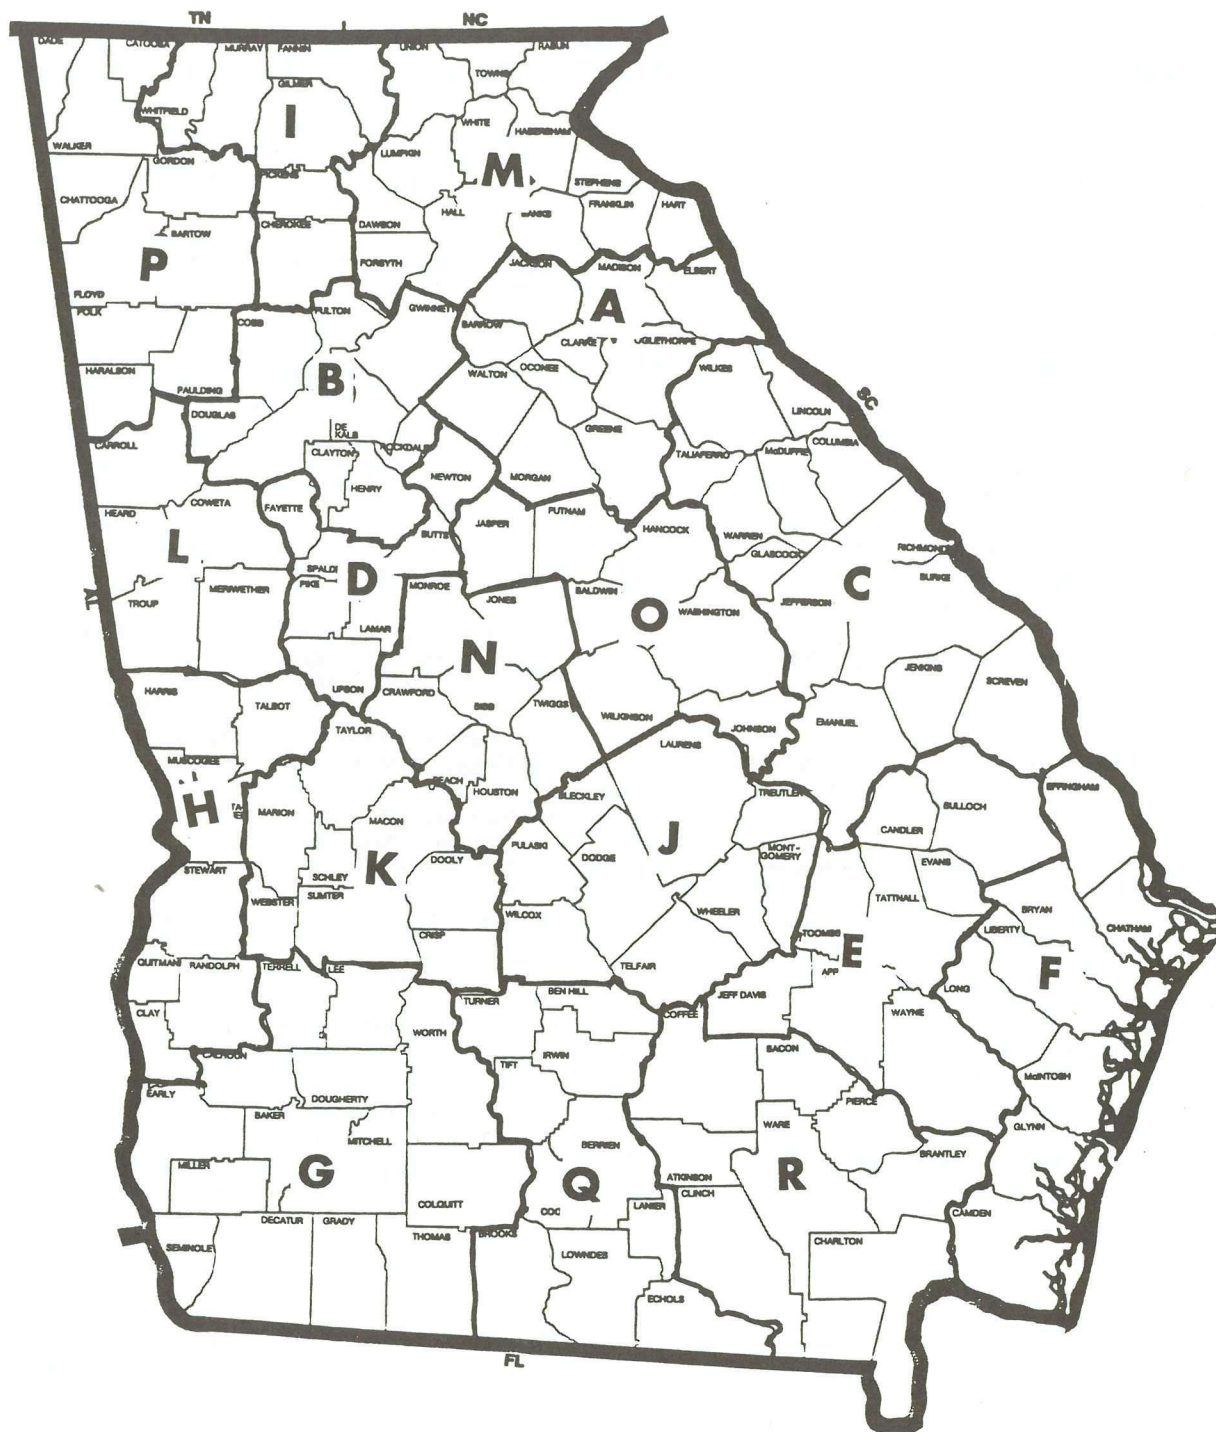 TN
NC
DADE
CATOOSA
MURRAY
FANNIN
UNION
RABUN
TOWNS
GILMER
WHITFIELD
I
WHITE
HABERSHAM
WALKER
GORDON
LUMPKIN
M
PICKENS
STEPHENS
CHATTOOGA
HALL
BANKS
FRANKLIN
HART
BARTOW
CHEROKEE
DAWSON
P
FORSYTH
JACKSON
MADISON
ELBERT
FLOYD
POLK
COBB
FULTON
GWINNETT
BARROW
A
CLARKE
OGLETHORPE
HARALSON
B
WALTON
OCONEE
WILKES
PAULDING
DOUGLAS
SC
LINCOLN
DE
KALB
GREENE
CARROLL
CLAYTON
ROCKDALE
TALIAFERRO
McDUFFIE
COLUMBIA
NEWTON
MORGAN
HENRY
COWETA
FAYETTE
HEARD
BUTTS
JASPER
PUTNAM
HANCOCK
WARREN
L
GLASCOCK
RICHMOND
SPALDI
D
PIKE
MONROE
JONES
BALDWIN
C
BURKE
AL
TROUP
MERIWETHER
LAMAR
O
WASHINGTON
JEFFERSON
N
JENKINS
HARRIS
UPSON
CRAWFORD
BIBB
TWIGGS
SCREVEN
TALBOT
WILKINSON
JOHNSON
EMANUEL
TAYLOR
LAURENS
MUSCOGEE
PEACH
HOUSTON
BLECKLEY
TREUTLEN
EFFINGHAM
H
MARION
MACON
BULLOCH
PULASKI
J
CANDLER
DOOLY
DODGE
MONT-
GOMERY
EVANS
STEWART
K
SCHLEY
SUMTER
WEBSTER
TATTNALL
WILCOX
WHEELER
BRYAN
LIBERTY
CHATHAM
CRISP
TOOMBS
E
QUITMAN
RANDOLPH
TERRELL
LEE
TELFAIR
APP
F
BEN HILL
JEFF DAVIS
LONG
TURNER
CLAY
COFFEE
WAYNE
WORTH
BACON
CALHOUN
IRWIN
TIFT
McINTOSH
EARLY
DOUGHERTY
PIERCE
BAKER
WARE
GLYNN
MITCHELL
BERRIEN
BRANTLEY
MILLER
G
Q
ATKINSON
R
CLINCH
COLQUITT
COO
LANIER
CAMDEN
DECATUR
GRADY
THOMAS
BROOKS
CHARLTON
SEMINOLE
LOWNDES
ECHOLS
FL